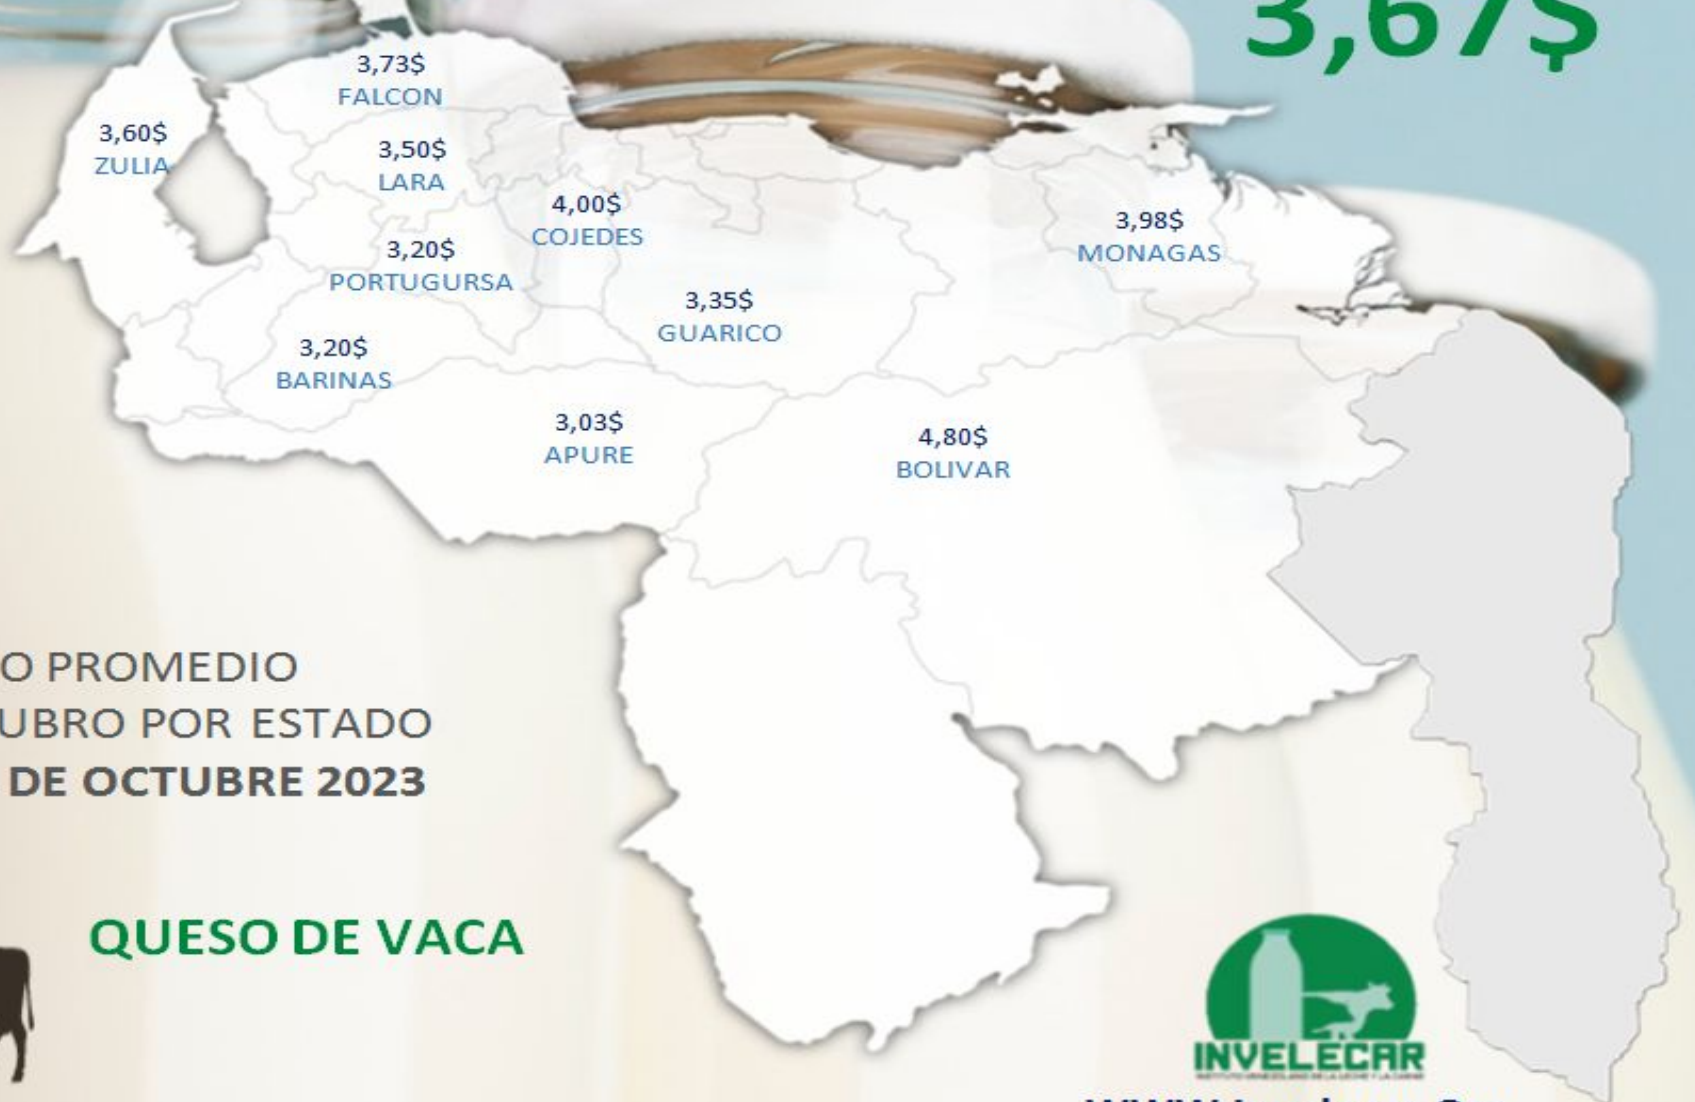 3,67$
3,73$
FALCON
3,60$
ZULIA
3,50$
LARA
4,00$
COJEDES
3,98$
MONAGAS
3,20$
PORTUGURSA
3,35$
GUARICO
3,20$
BARINAS
3,03$
APURE
4,80$
BOLIVAR
O PROMEDIO
UBRO POR ESTADO
DE OCTUBRE 2023
QUESO DE VACA
INVELECAR